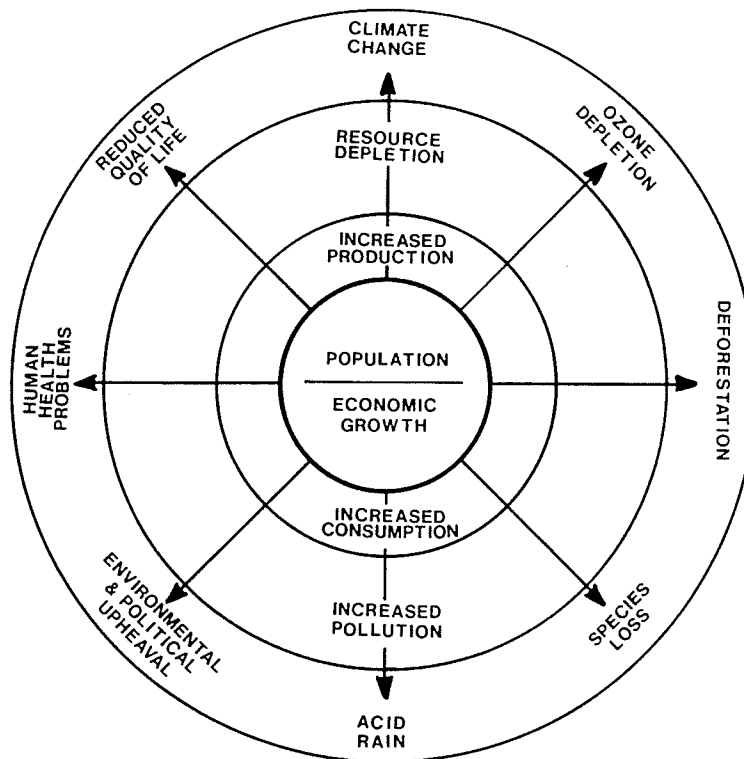 CLIMATE
CHANGE
OZONE
DEPLETION
DEFORESTATION
SPECIES
LOSS
ACID
RAIN
ENVIRONMENTAL
& POLITICAL
UPHEAVAL
HUMAN
HEALTH
PROBLEMS
REDUCED
QUALITY
OF LIFE
RESOURCE
DEPLETION
INCREASED
PRODUCTION
POPULATION
ECONOMIC
GROWTH
INCREASED
CONSUMPTION
INCREASED
POLLUTION